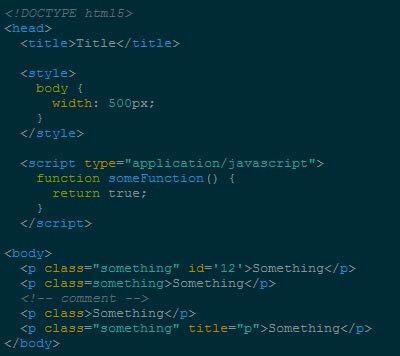 <!DOCTYPE html5>
<head>
  <title>Title</title>

  <style>
    body {
      width: 500px;
    }
  </style>

  <script type="application/javascript">
    function someFunction() {
      return true;
    }
  </script>

<body>
  <p class="something" id='12'>Something</p>
  <p class=something>Something</p>
  <!-- comment -->
  <p class>Something</p>
  <p class="something" title="p">Something</p>
</body>